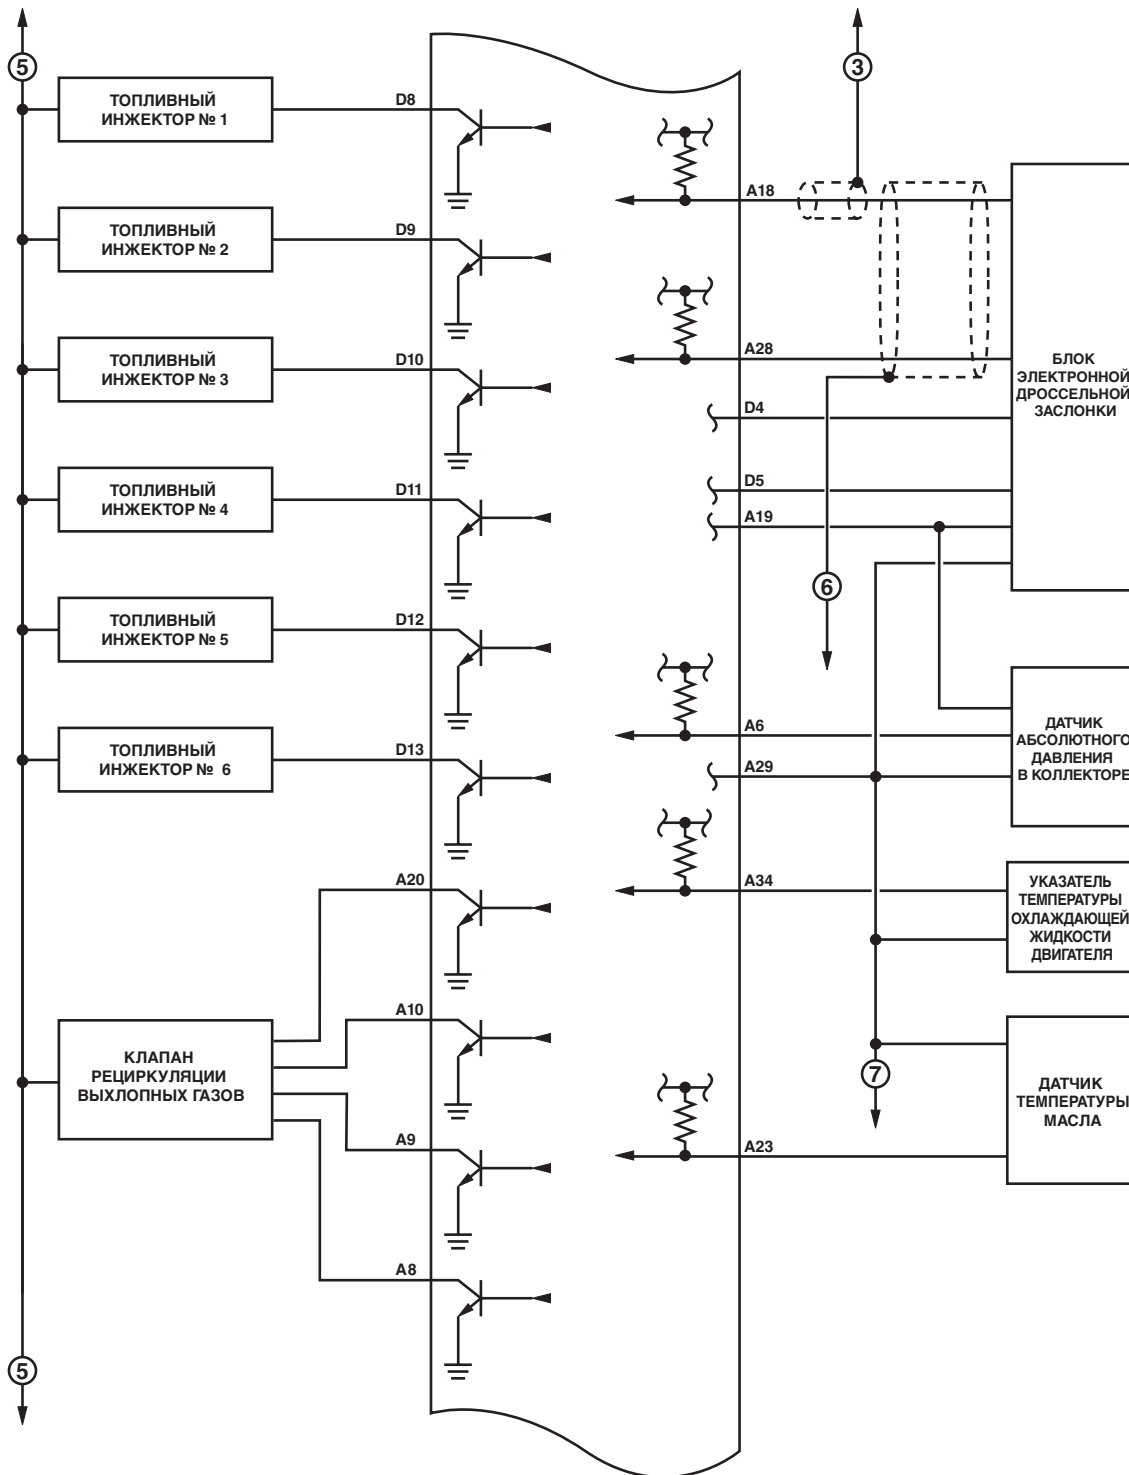 5
ТОПЛИВНЫЙ
ИНЖЕКТОР № 1
D8
ТОПЛИВНЫЙ
ИНЖЕКТОР № 2
D9
ТОПЛИВНЫЙ
ИНЖЕКТОР № 3
D10
ТОПЛИВНЫЙ
ИНЖЕКТОР № 4
D11
ТОПЛИВНЫЙ
ИНЖЕКТОР № 5
D12
ТОПЛИВНЫЙ
ИНЖЕКТОР № 6
D13
A20
A10
КЛАПАН
РЕЦИРКУЛЯЦИИ
ВЫХЛОПНЫХ ГАЗОВ
A9
A8
5
3
A18
A28
D4
D5
A19
БЛОК
ЭЛЕКТРОННОЙ
ДРОССЕЛЬНОЙ
ЗАСЛОНКИ
6
A6
A29
ДАТЧИК
АБСОЛЮТНОГО
ДАВЛЕНИЯ
В КОЛЛЕКТОРЕ
A34
УКАЗАТЕЛЬ
ТЕМПЕРАТУРЫ
ОХЛАЖДАЮЩЕЙ
ЖИДКОСТИ
ДВИГАТЕЛЯ
7
A23
ДАТЧИК
ТЕМПЕРАТУРЫ
МАСЛА